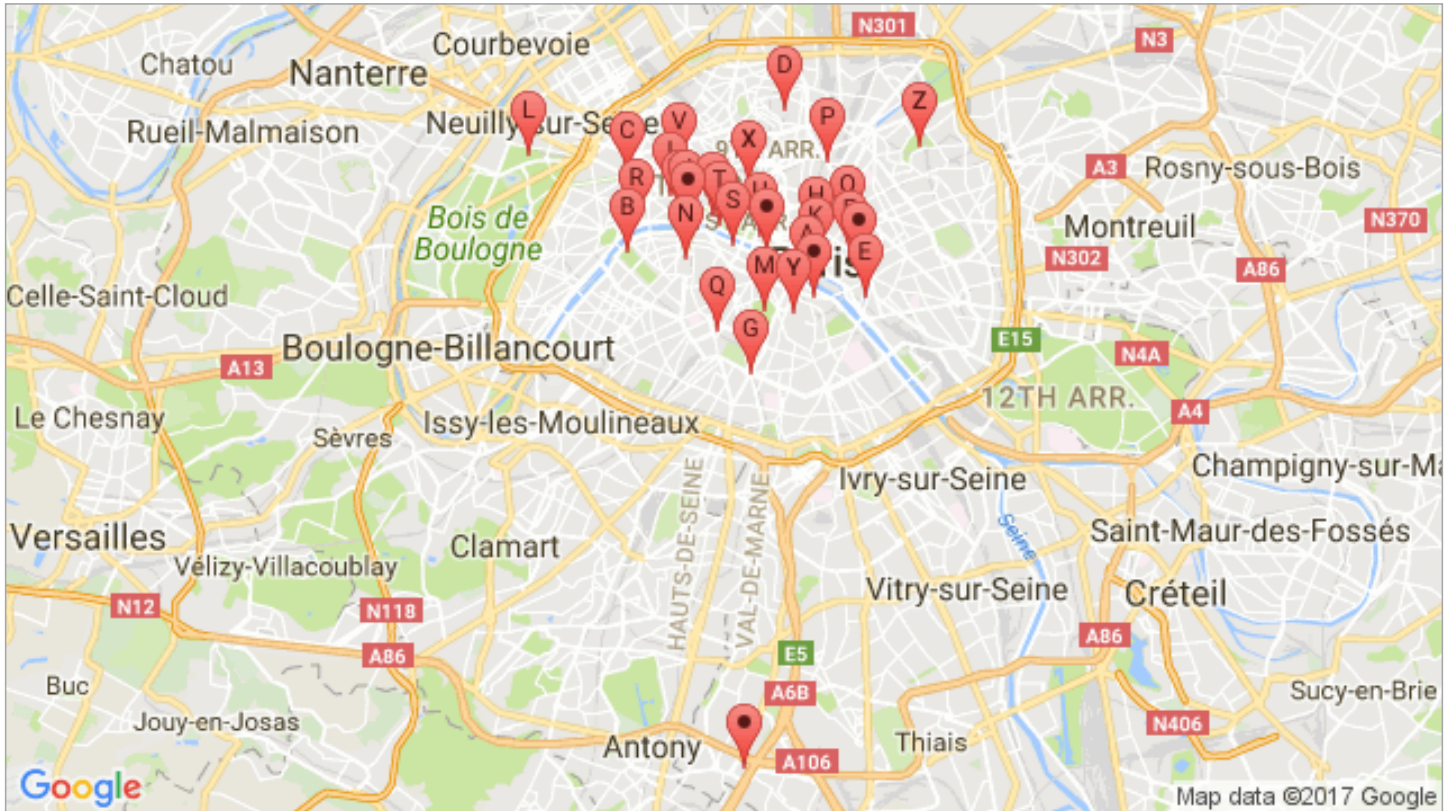 N301
N3
Courbevoie
Chatou
Nanterre
D
Z
L
Neuilly-sur-Seine
C
V
P
Rueil-Malmaison
X
9
ARR.
A3
Rosny-sous-Bois
R
T
H
O
B
N
S
K
Bois de
Boulogne
N370
Montreuil
A
E
N302
M
Y
Paris
A86
Celle-Saint-Cloud
Q
G
E15
Boulogne-Billancourt
A13
N4A
12TH ARR.
A4
Le Chesnay
Sèvres
Issy-les-Moulineaux
Champigny-sur-Ma
Ivry-sur-Seine
HAUTS-DE-SEINE
VAL-DE-MARNE
Seine
Versailles
Clamart
Saint-Maur-des-Fossés
Vélizy-Villacoublay
Vitry-sur-Seine
Créteil
N12
N118
A86
A86
E5
Buc
A6B
Sucy-en-Brie
Jouy-en-Josas
N406
Antony
Thiais
A106
Google
Map data ©2017 Google